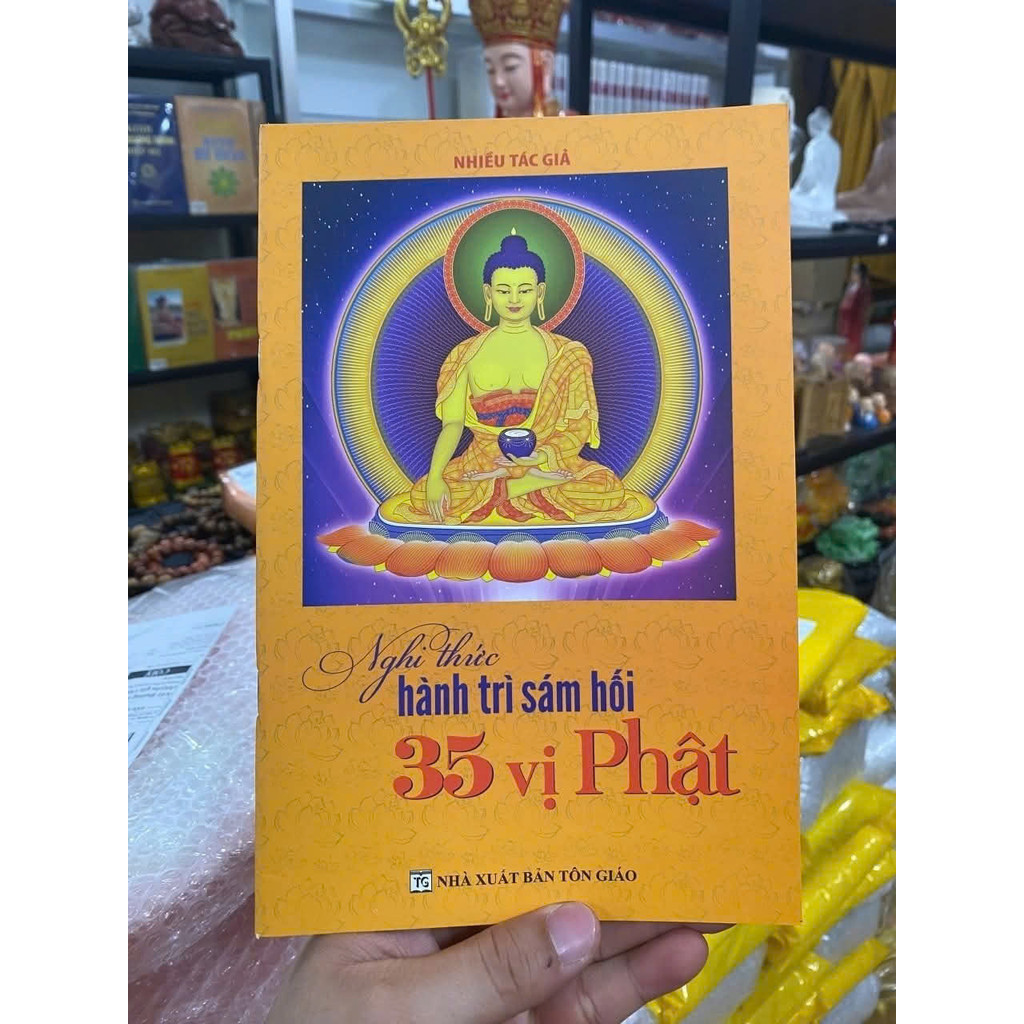 NHIỀU TÁC GIẢ
Nghi thức
hành trì sám hối
35 vị Phật
TG NHÀ XUẤT BẢN TÔN GIÁO